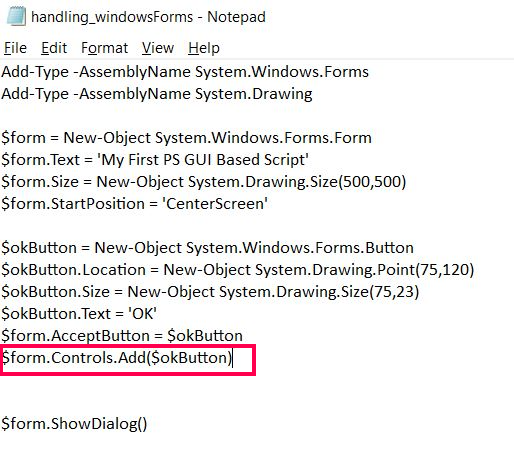 handling_windowsForms - Notepad
File Edit Format View Help
Add-Type -AssemblyName System.Windows.Forms
Add-Type -AssemblyName System.Drawing
$form = New-Object System.Windows.Forms.Form
$form.Text = 'My First PS GUI Based Script'
$form.Size = New-Object System.Drawing.Size(500,500)
$form.StartPosition = 'CenterScreen'
$okButton = New-Object System.Windows.Forms.Button
$okButton.Location = New-Object System.Drawing.Point(75,120)
$okButton.Size = New-Object System.Drawing.Size(75,23)
$okButton.Text = 'OK'
$form.AcceptButton = $okButton
$form.Controls.Add($okButton)
$form.ShowDialog()